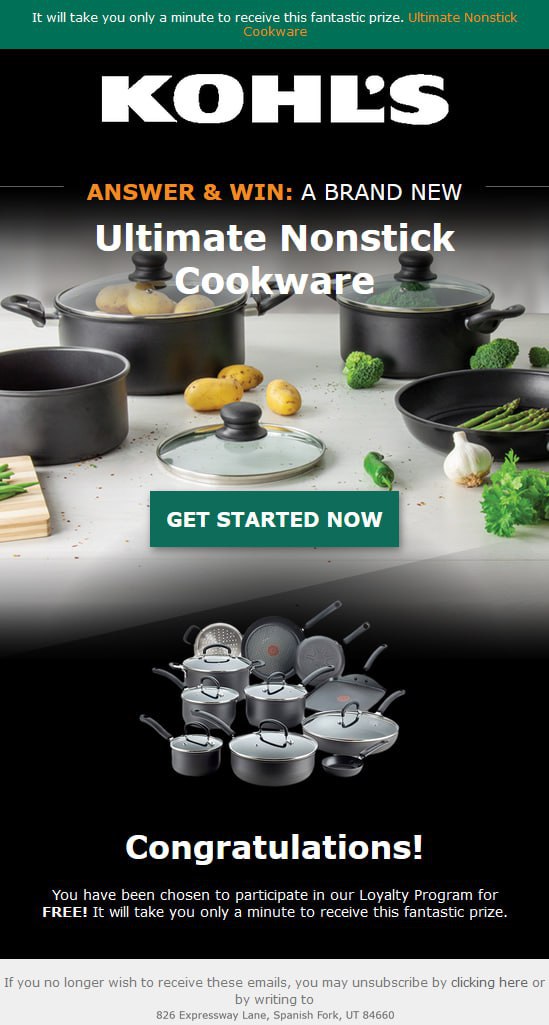 It will take you only a minute to receive this fantastic prize. Ultimate Nonstick
Cookware
KOHL'S
ANSWER & WIN: A BRAND NEW
Ultimate Nonstick
Cookware
GET STARTED NOW
Congratulations!
You have been chosen to participate in our Loyalty Program for
FREE! It will take you only a minute to receive this fantastic prize.
If you no longer wish to receive these emails, you may unsubscribe by clicking here or
by writing to
826 Expressway Lane, Spanish Fork, UT 84660